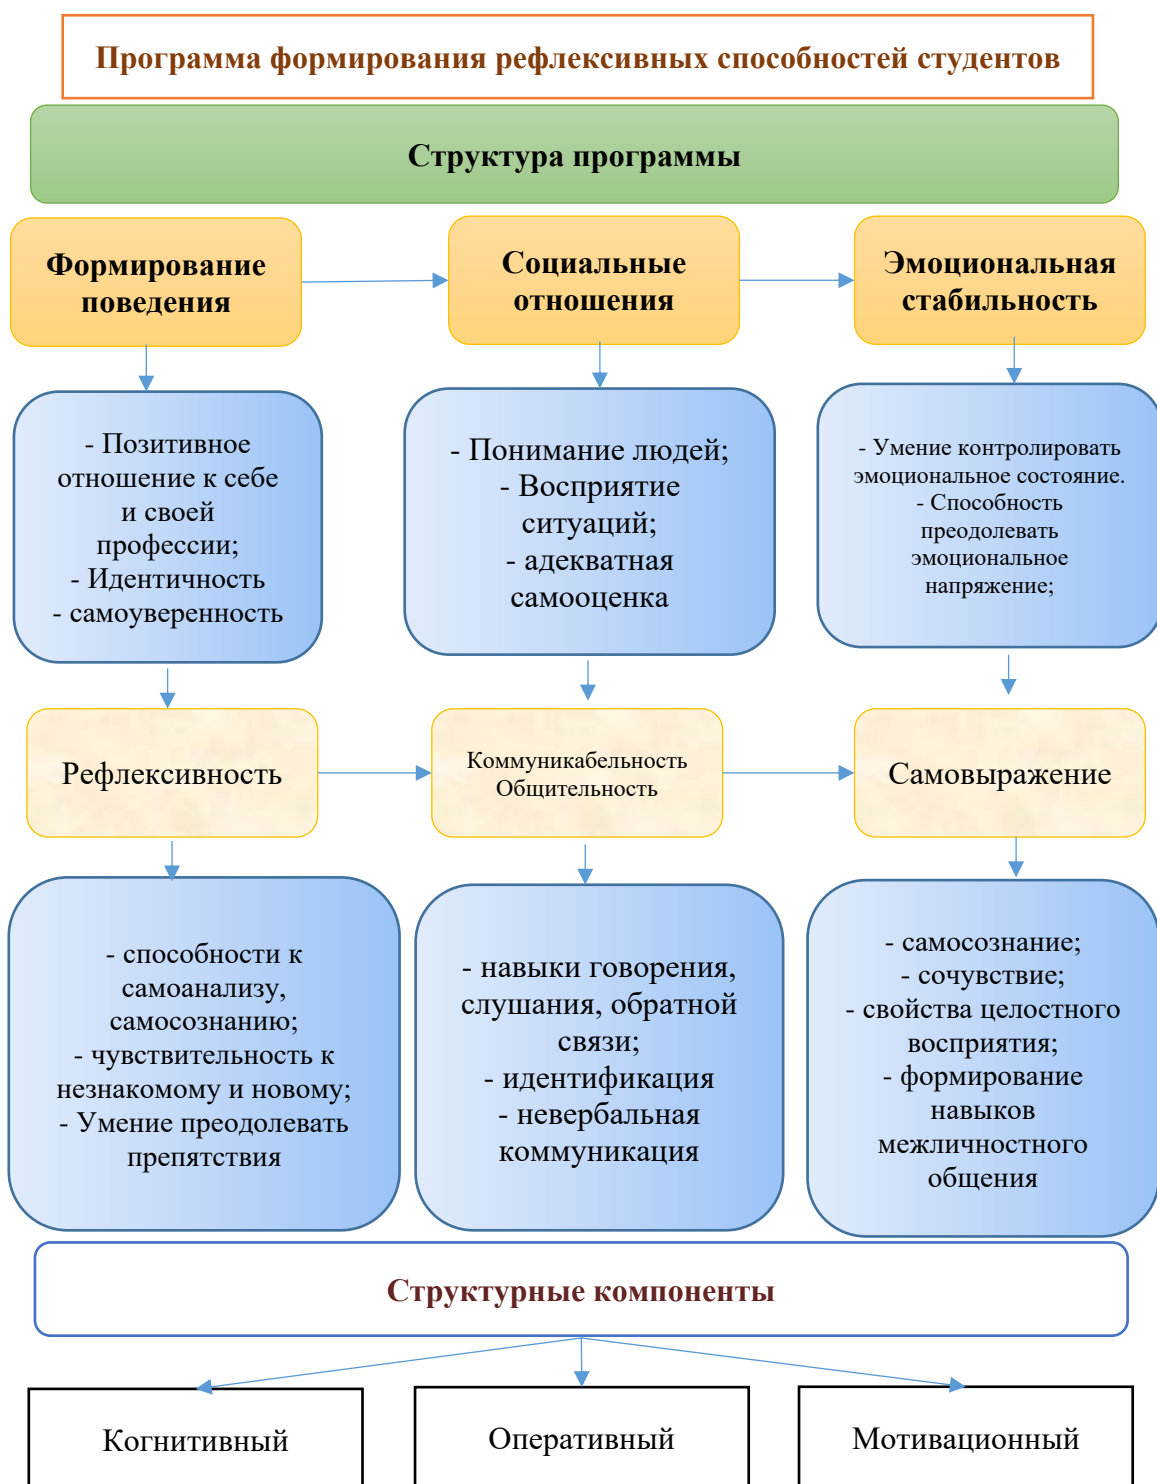 Программа формирования рефлексивных способностей студентов
Структура программы
Формирование
поведения
Социальные
отношения
Эмоциональная
стабильность
- Позитивное
отношение к себе
и своей
профессии;
- Идентичность
- самоуверенность
- Понимание людей;
- Восприятие
ситуаций;
- адекватная
самооценка
- Умение контролировать
эмоциональное состояние.
- Способность
преодолевать
эмоциональное
напряжение;
Рефлексивность
Коммуникабельность
Общительность
Самовыражение
- способности к
самоанализу,
самосознанию;
- чувствительность к
незнакомому и новому;
- Умение преодолевать
препятствия
- навыки говорения,
слушания, обратной
связи;
- идентификация
- невербальная
коммуникация
- самосознание;
- сочувствие;
- свойства целостного
восприятия;
- формирование
навыков
межличностного
общения
Структурные компоненты
Когнитивный
Оперативный
Мотивационный